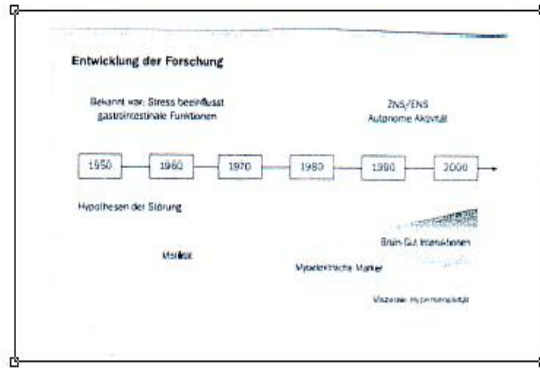 Entwicklung der Forschung
Bekannt war: Stress beeinflusst
gastrointestinale Funktionen
ZNS/ENS
Autonome Aktivität
1950
1960
1970
1980
1990
2000
Hypothesen der Störung
Brain-Gut Interaktionen
Motilität
Myoelektrische Marker
Viszerale Hypersensitivität